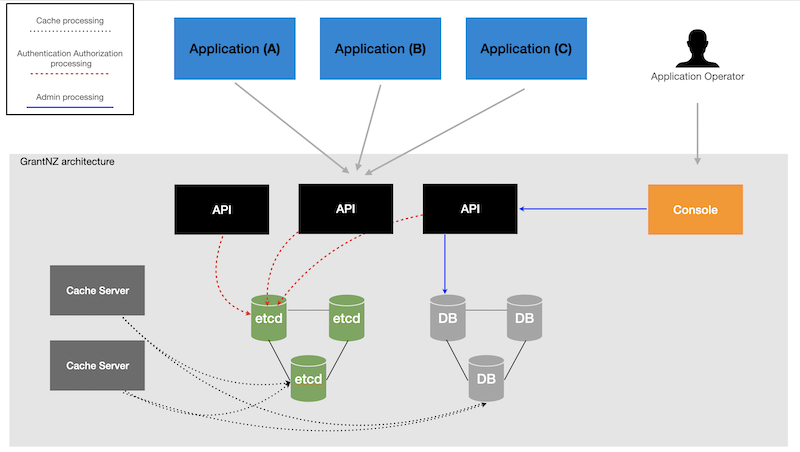 Cache processing
Authentication Authorization
processing
Admin processing
Application (A)
Application (B)
Application (C)
Application Operator
GrantNZ architecture
API
API
API
Console
Cache Server
Cache Server
etcd
etcd
etcd
DB
DB
DB